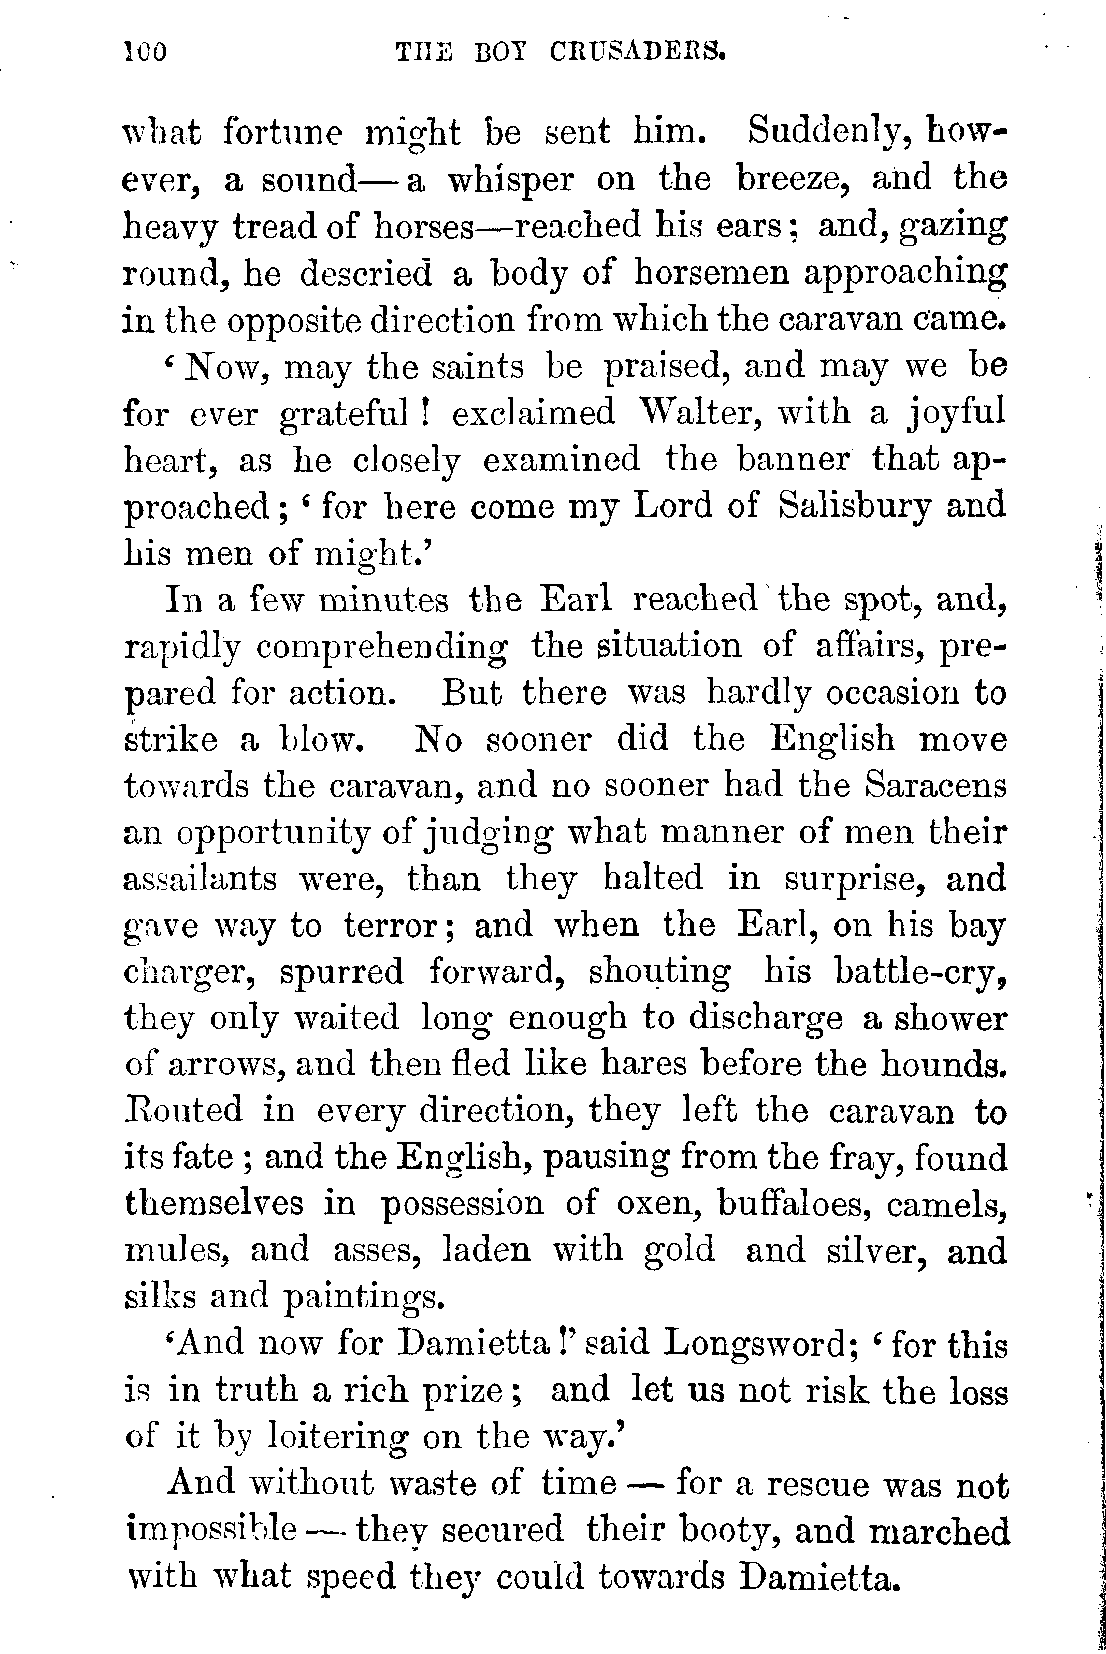 100 THE BOY CRUSADERS.
what fortune might be sent him. Suddenly, how-
ever, a sound—a whisper on the breeze, and the
heavy tread of horses—reached his ears; and, gazing
round, he descried a body of horsemen approaching
in the opposite direction from which the caravan came.
‘Now, may the saints be praised, and may we be
for ever grateful! exclaimed Walter, with a joyful
heart, as he closely examined the banner that ap-
proached; ‘for here come my Lord of Salisbury and
his men of might.’
In a few minutes the Earl reached the spot, and,
rapidly comprehending the situation of affairs, pre-
pared for action. But there was hardly occasion to
strike a blow. No sooner did the English move
towards the caravan, and no sooner had the Saracens
an opportunity of judging what manner of men their
assailants were, than they halted in surprise, and
gave way to terror; and when the Earl, on his bay
charger, spurred forward, shouting his battle-cry,
they only waited long enough to discharge a shower
of arrows, and then fled like hares before the hounds.
Routed in every direction, they left the caravan to
its fate; and the English, pausing from the fray, found
themselves in possession of oxen, buffaloes, camels,
mules, and asses, laden with gold and silver, and
silks and paintings.
‘And now for Damietta!’ said Longsword; ‘for this
is in truth a rich prize; and let us not risk the loss
of it by loitering on the way.’
And without waste of time — for a rescue was not
impossible — they secured their booty, and marched
with what speed they could towards Damietta.